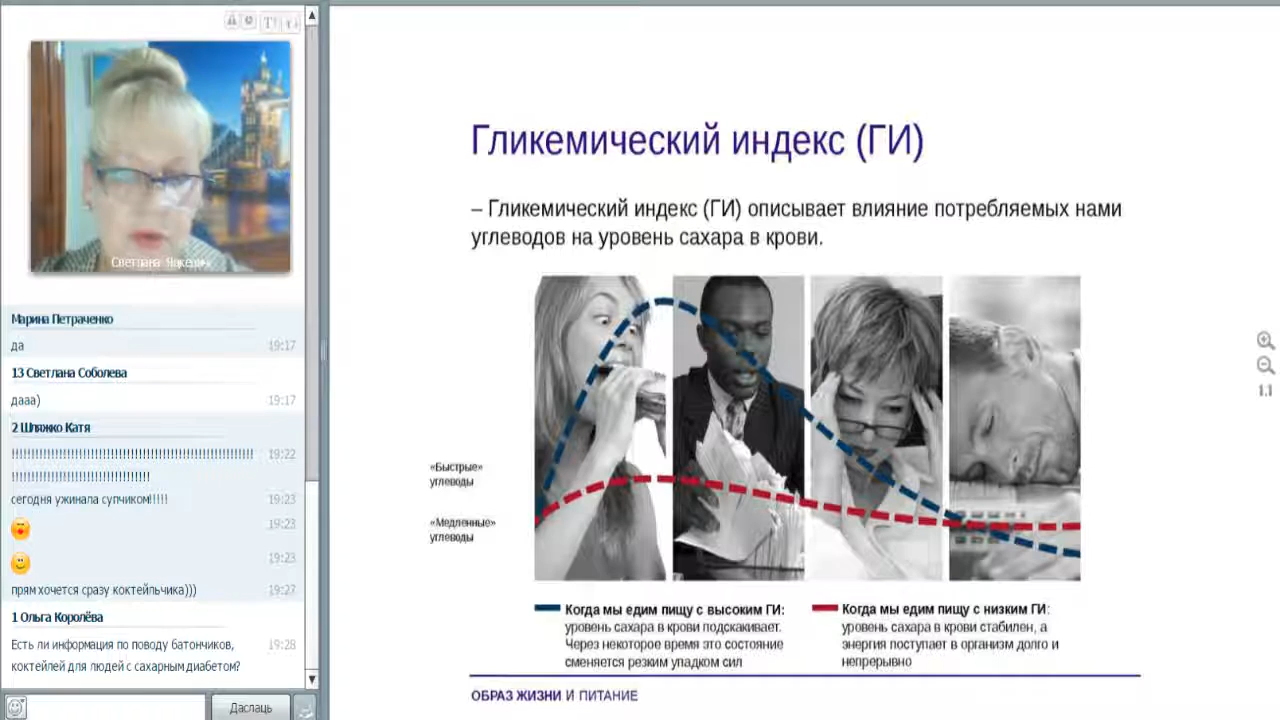 Светлана Яцкевич
Марина Петраченко
да 19:17
13 Светлана Соболева
дааа) 19:17
2 Шляжко Катя
!!!!!!!!!!!!!!!!!!!!!!!!!!!!!!!!!!!!!!!!!!!!!!!!!!!!!!!!!!!!! 19:22
!!!!!!!!!!!!!!!!!!!!!!!!!!!!!!!!!!!
сегодня ужинала супчиком!!!!! 19:23
19:23
19:23
прям хочется сразу коктейльчика))) 19:27
1 Ольга Королёва
Есть ли информация по поводу батончиков, 19:28
коктейлей для людей с сахарным диабетом?
Даслаць
Гликемический индекс (ГИ)
– Гликемический индекс (ГИ) описывает влияние потребляемых нами
углеводов на уровень сахара в крови.
«Быстрые»
углеводы
«Медленные»
углеводы
Когда мы едим пищу с высоким ГИ:
уровень сахара в крови подскакивает.
Через некоторое время это состояние
сменяется резким упадком сил
Когда мы едим пищу с низким ГИ:
уровень сахара в крови стабилен, а
энергия поступает в организм долго и
непрерывно
ОБРАЗ ЖИЗНИ И ПИТАНИЕ
1:1